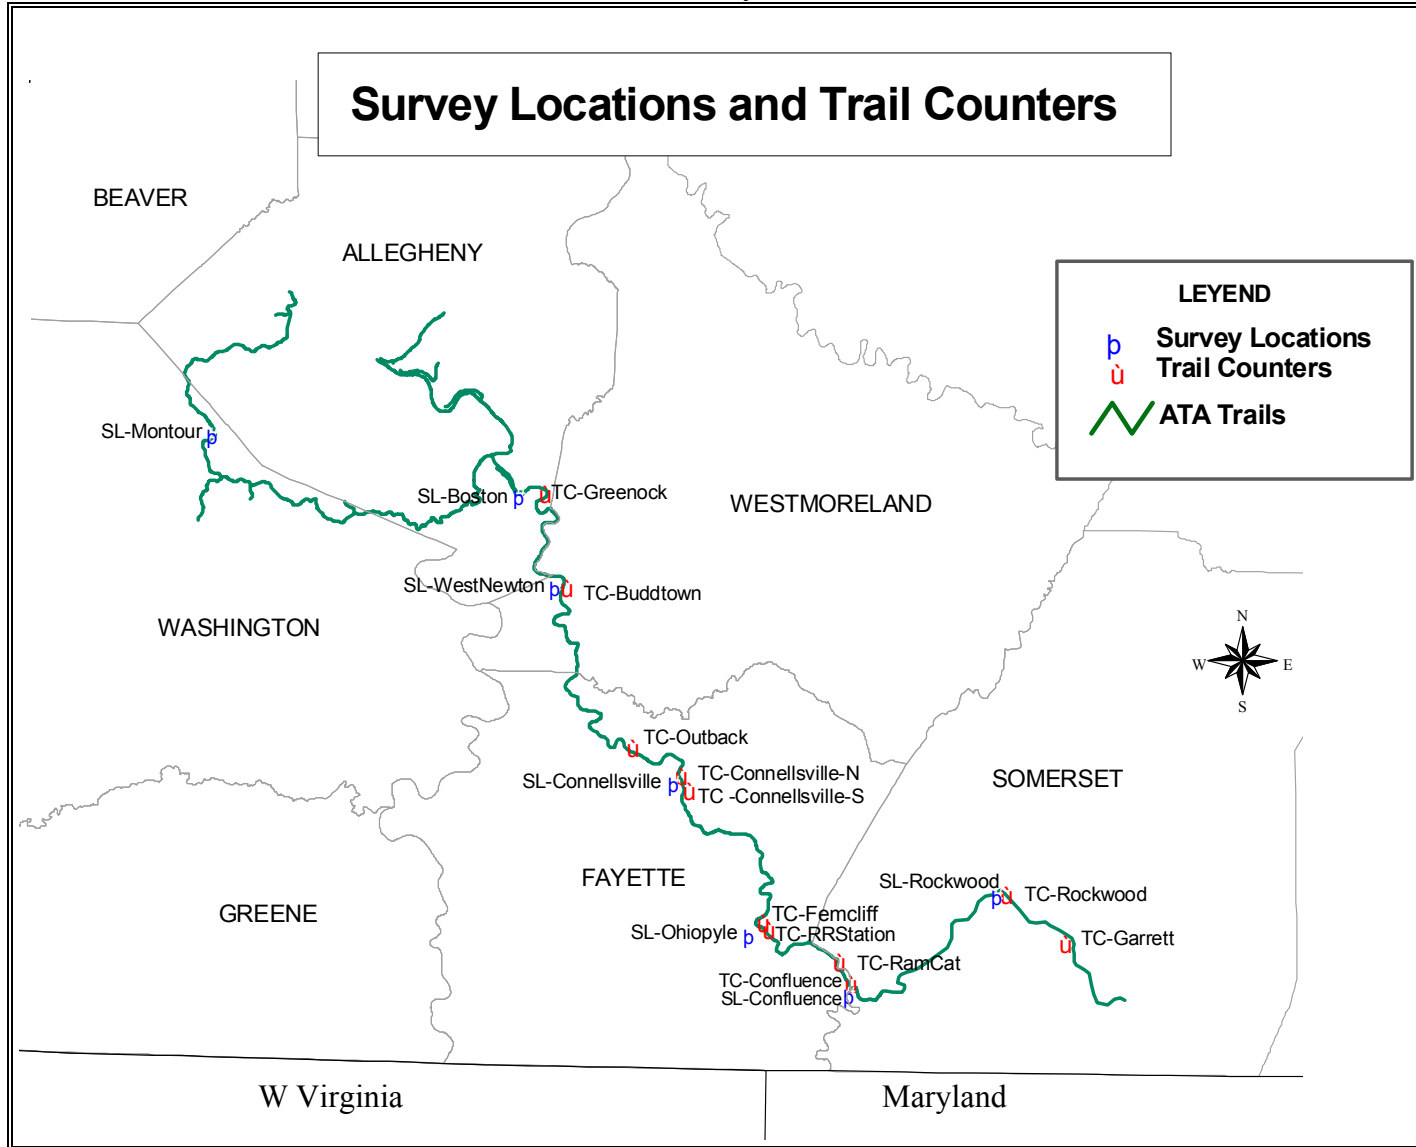 Survey Locations and Trail Counters
BEAVER
ALLEGHENY
LEYEND
þ Survey Locations
ù Trail Counters
ATA Trails
SL-Montour þ
SL-Boston þ ù TC-Greenock
WESTMORELAND
SL-WestNewton þ ù TC-Buddtown
WASHINGTON
N
W E
S
ù TC-Outback
ù TC-Connellsville-N
SL-Connellsville þ
ù TC -Connellsville-S
SOMERSET
FAYETTE
SL-Rockwood þ ù TC-Rockwood
GREENE
ù TC-Ferncliff
SL-Ohiopyle þ ù TC-RRStation
ù TC-Garrett
ù TC-RamCat
TC-Confluence ù
SL-Confluence þ
W Virginia
Maryland